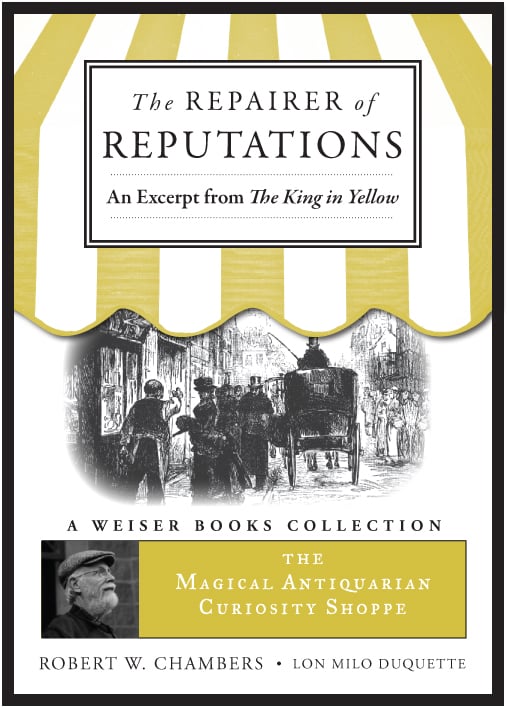 The REPAIRER of
REPUTATIONS
An Excerpt from The King in Yellow
A WEISER BOOKS COLLECTION
THE
MAGICAL ANTIQUARIAN
CURIOSITY SHOPPE
ROBERT W. CHAMBERS • LON MILO DUQUETTE